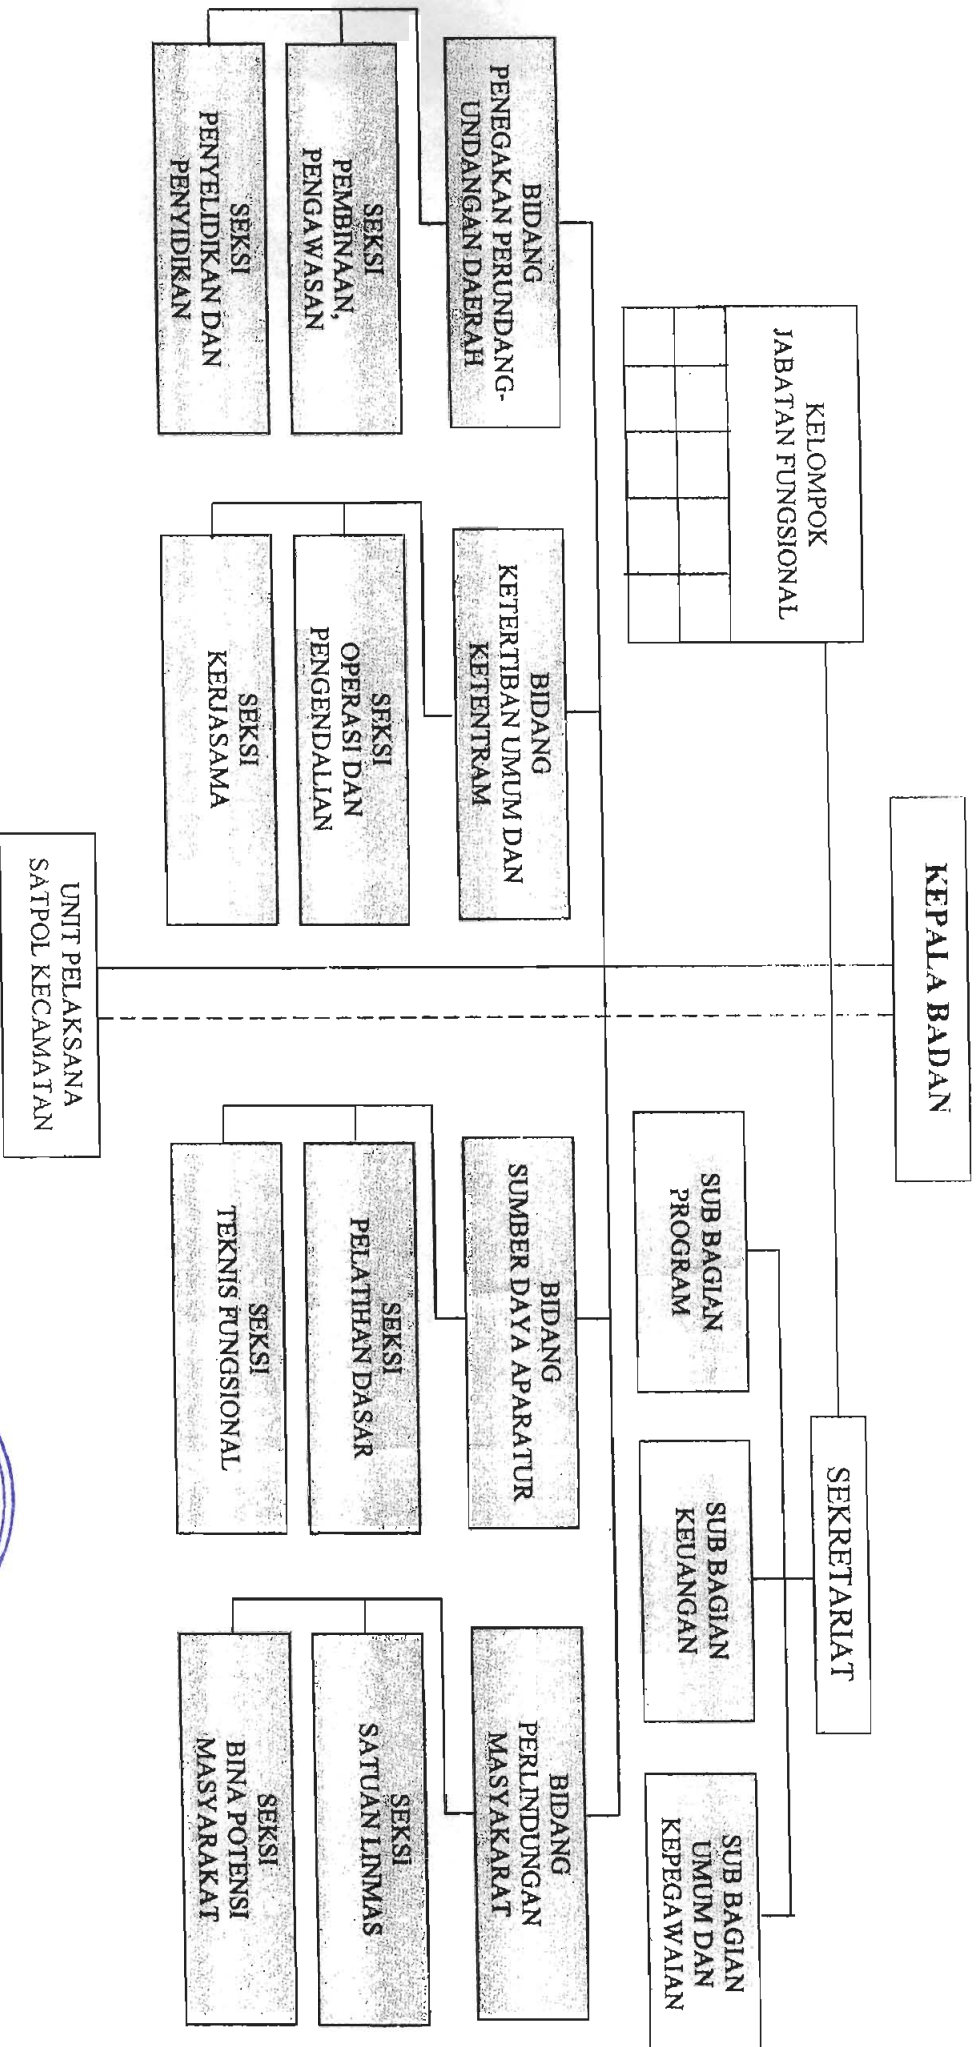 KEPALA BADAN
KELOMPOK
JABATAN FUNGSIONAL
SEKRETARIAT
SUB BAGIAN
PROGRAM
SUB BAGIAN
KEUANGAN
SUB BAGIAN
UMUM DAN
KEPEGAWAIAN
BIDANG
PENEGAKAN PERUNDANG-
UNDANGAN DAERAH
BIDANG
KETERTIBAN UMUM DAN
KETENTRAM
BIDANG
SUMBER DAYA APARATUR
BIDANG
PERLINDUNGAN
MASYAKARAT
SEKSI
PEMBINAAN,
PENGAWASAN
SEKSI
OPERASI DAN
PENGENDALIAN
SEKSI
PELATIHAN DASAR
SEKSI
SATUAN LINMAS
SEKSI
PENYELIDIKAN DAN
PENYIDIKAN
SEKSI
KERJASAMA
SEKSI
TEKNIS FUNGSIONAL
SEKSI
BINA POTENSI
MASYARAKAT
UNIT PELAKSANA
SATPOL KECAMATAN